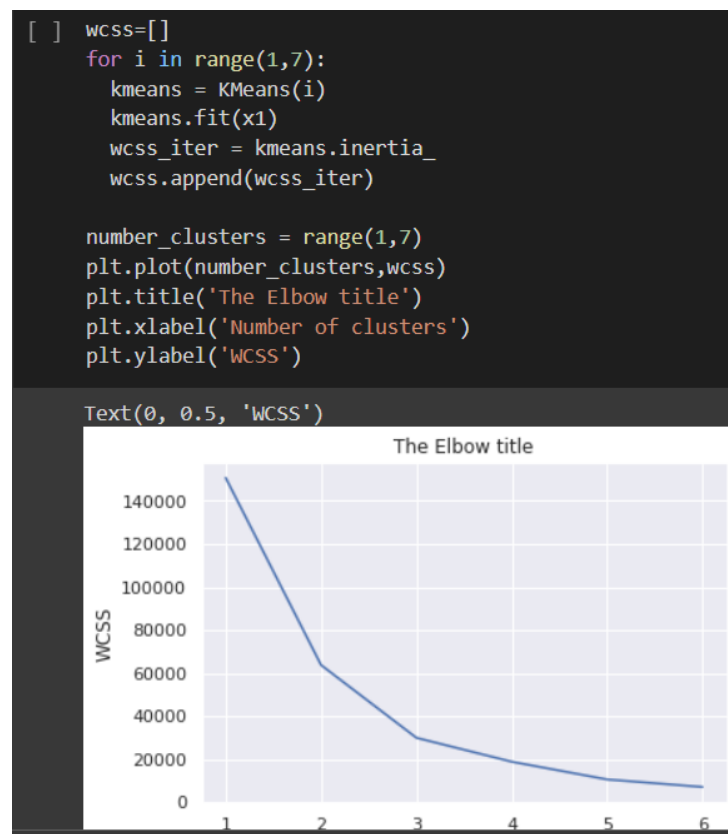 [ ] wcss=[]
for i in range(1,7):
  kmeans = KMeans(i)
  kmeans.fit(x1)
  wcss_iter = kmeans.inertia_
  wcss.append(wcss_iter)
number_clusters = range(1,7)
plt.plot(number_clusters,wcss)
plt.title('The Elbow title')
plt.xlabel('Number of clusters')
plt.ylabel('WCSS')
Text(0, 0.5, 'WCSS')
The Elbow title
140000
120000
100000
80000
60000
40000
20000
0
WCSS
1 2 3 4 5 6